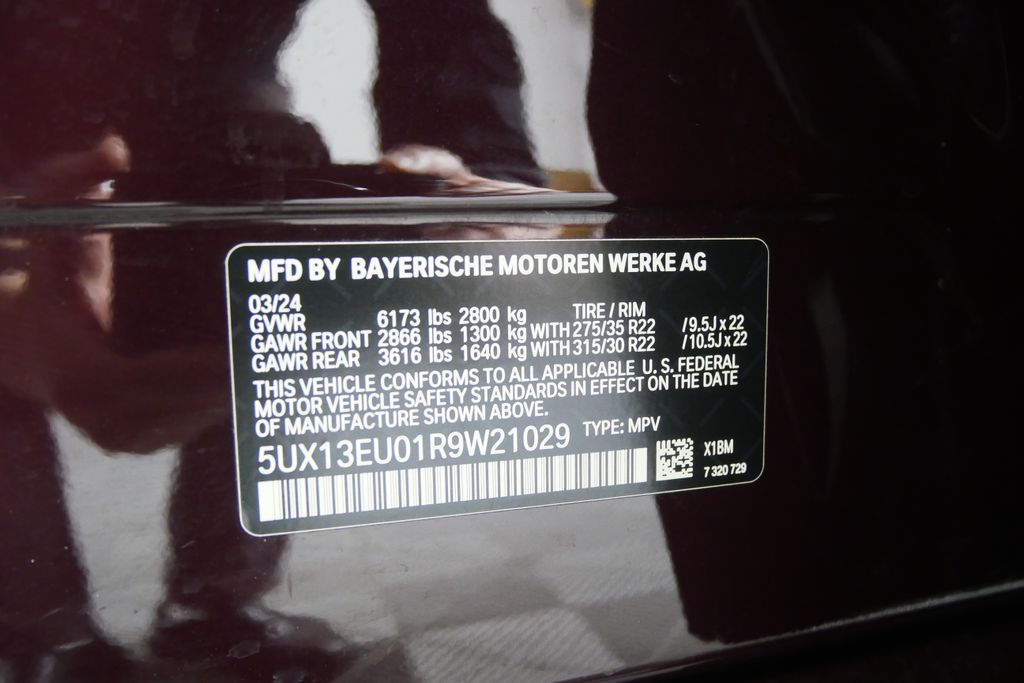 MFD BY BAYERISCHE MOTOREN WERKE AG
03/24 TIRE / RIM
GVWR 6173 lbs 2800 kg
GAWR FRONT 2866 lbs 1300 kg WITH 275/35 R22 /9.5J x 22
GAWR REAR 3616 lbs 1640 kg WITH 315/30 R22 /10.5J x 22
THIS VEHICLE CONFORMS TO ALL APPLICABLE U. S. FEDERAL
MOTOR VEHICLE SAFETY STANDARDS IN EFFECT ON THE DATE
OF MANUFACTURE SHOWN ABOVE.
5UX13EU01R9W21029 TYPE: MPV
X1BM
7 320 729